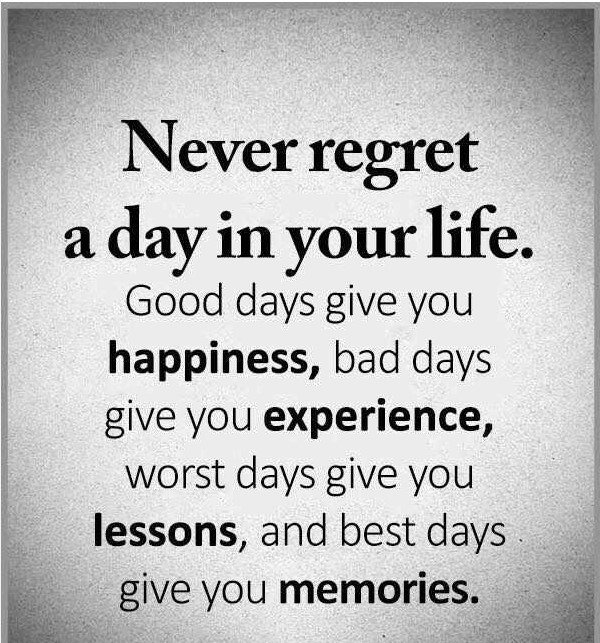 Never regret
a day in your life.
Good days give you
happiness, bad days
give you experience,
worst days give you
lessons, and best days
give you memories.